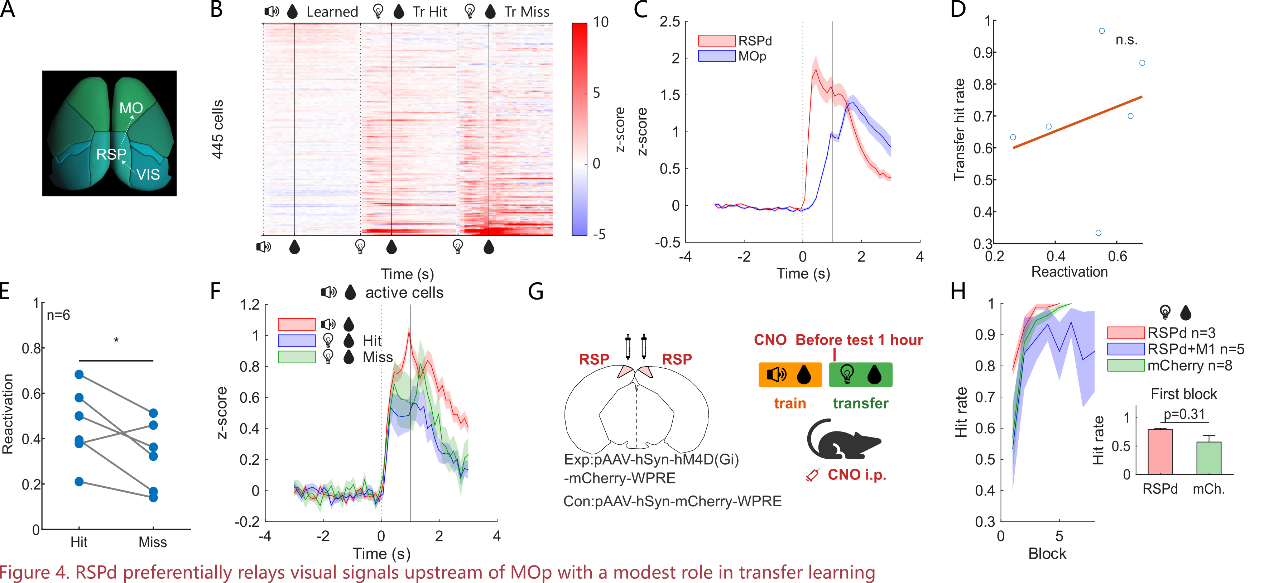 A
MO
RSP
VIS
B
Learned
Tr Hit
Tr Miss
445 cells
10
5
0
-5
z-score
Time (s)
C
RSPd
MOp
2.5
2
1.5
1
0.5
0
-0.5
z-score
-4 -2 0 2 4
Time (s)
D
n.s.
1
0.9
0.8
0.7
0.6
0.5
0.4
0.3
Transfer hit rate
0.2 0.4 0.6
Reactivation
E
n=6
*
1
0.8
0.6
0.4
0.2
0
Reactivation
Hit Miss
F
active cells
Hit
Miss
1.2
1
0.8
0.6
0.4
0.2
0
-0.2
z-score
-4 -2 0 2 4
Time (s)
G
RSP RSP
Exp:pAAV-hSyn-hM4D(Gi)
-mCherry-WPRE
Con:pAAV-hSyn-mCherry-WPRE
CNO Before test 1 hour
train transfer
CNO i.p.
H
RSPd n=3
RSPd+M1 n=5
mCherry n=8
1
0.9
0.8
0.7
0.6
0.5
0.4
0.3
Hit rate
0 5
Block
First block
p=0.31
1
0.5
0
Hit rate
RSPd mCh.
Figure 4. RSPd preferentially relays visual signals upstream of MOp with a modest role in transfer learning